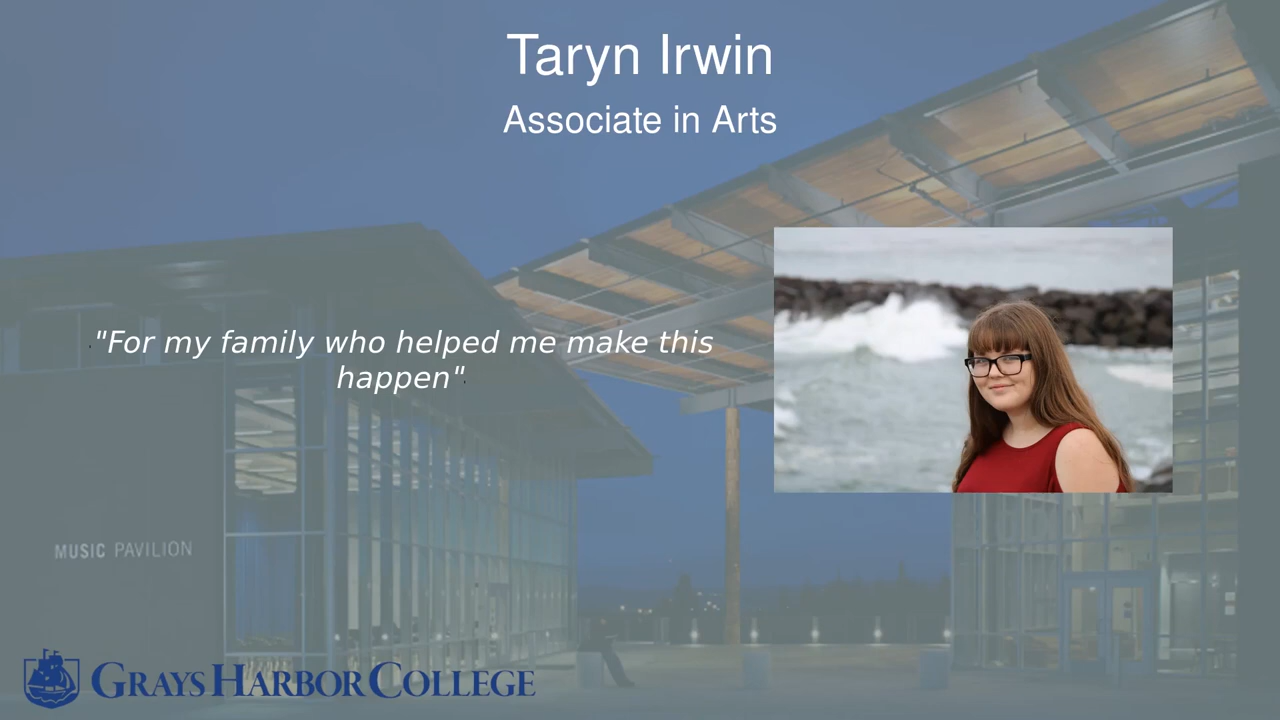 Taryn Irwin
Associate in Arts
"For my family who helped me make this
happen"
MUSIC PAVILION
GRAYS HARBOR COLLEGE